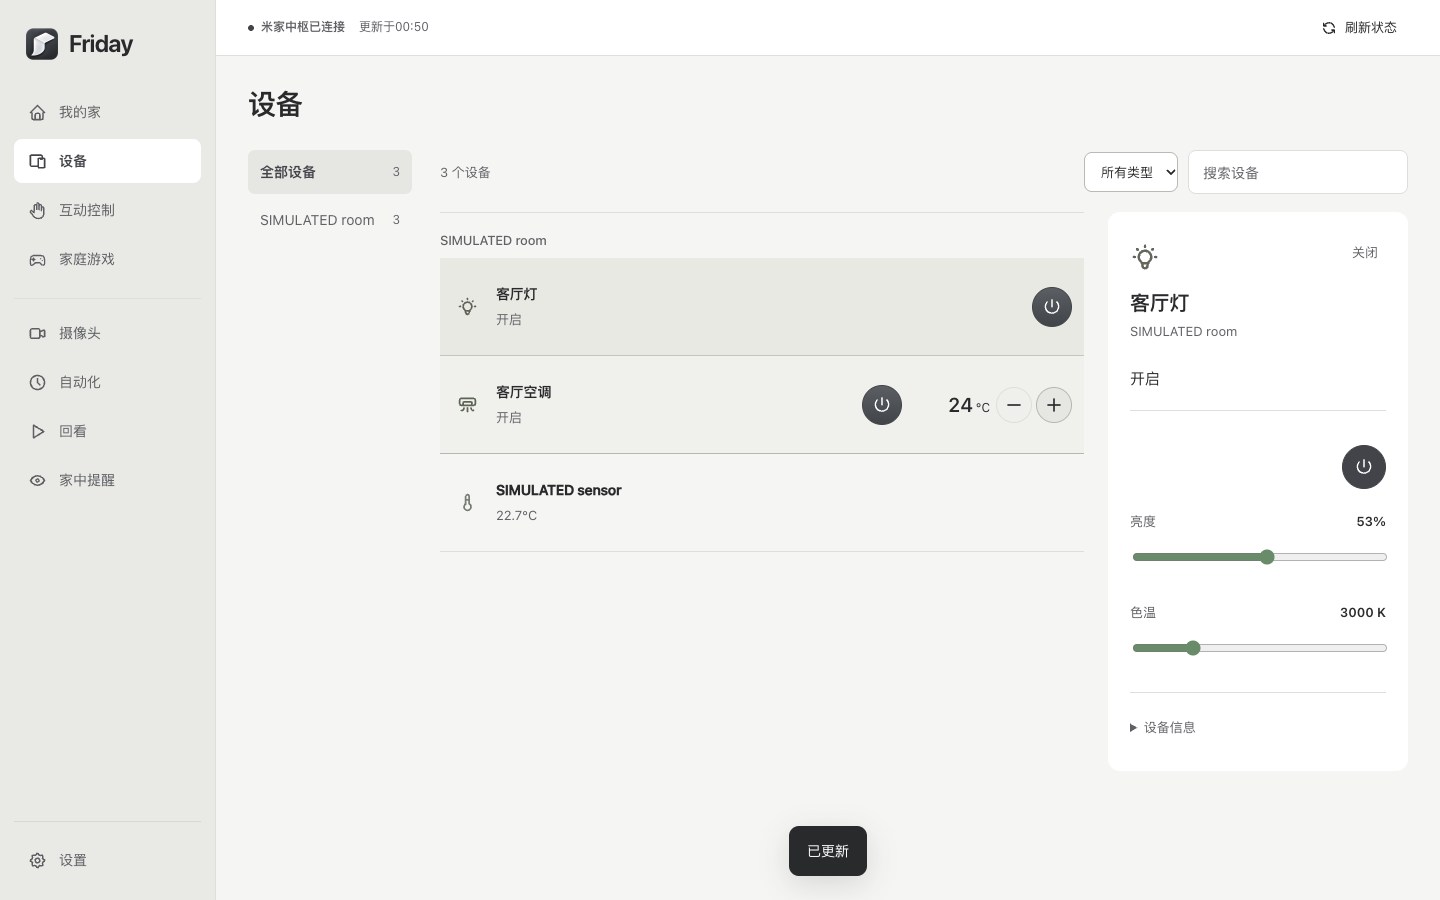 Friday
我的家
设备
互动控制
家庭游戏
摄像头
自动化
回看
家中提醒
设置
米家中枢已连接 更新于00:50
刷新状态
设备
全部设备 3
SIMULATED room 3
3 个设备
所有类型
搜索设备
SIMULATED room
客厅灯
开启
客厅空调
开启
24 °C
SIMULATED sensor
22.7°C
关闭
客厅灯
SIMULATED room
开启
亮度 53%
色温 3000 K
设备信息
已更新